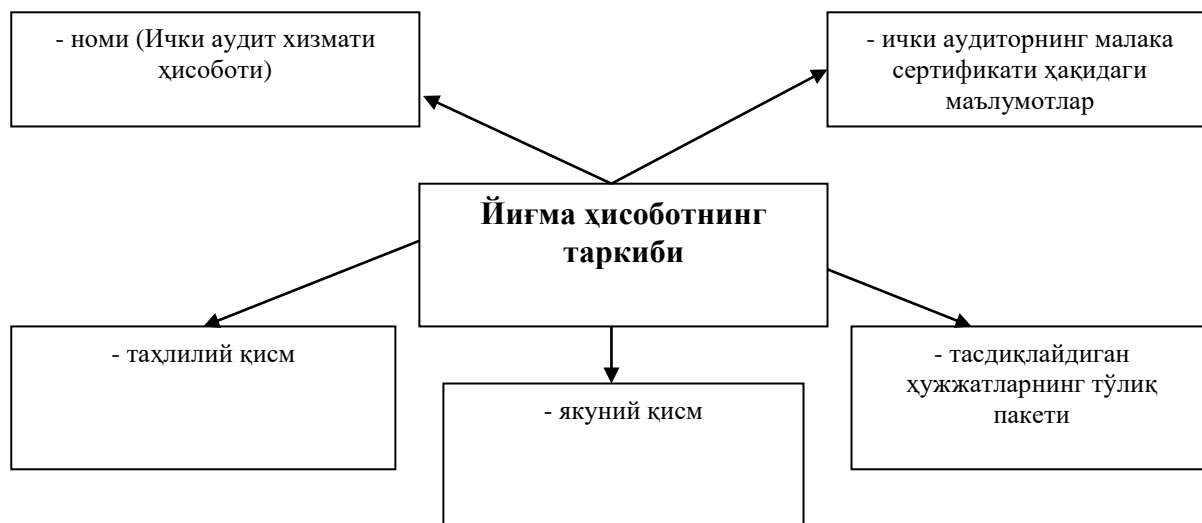 - номи (Ички аудит хизмати
ҳисоботи)
- ички аудиторнинг малака
сертификати ҳақидаги
маълумотлар
Йиғма ҳисоботнинг
таркиби
- таҳлилий қисм
- якуний қисм
- тасдиқлайдиган
ҳужжатларнинг тўлиқ
пакети